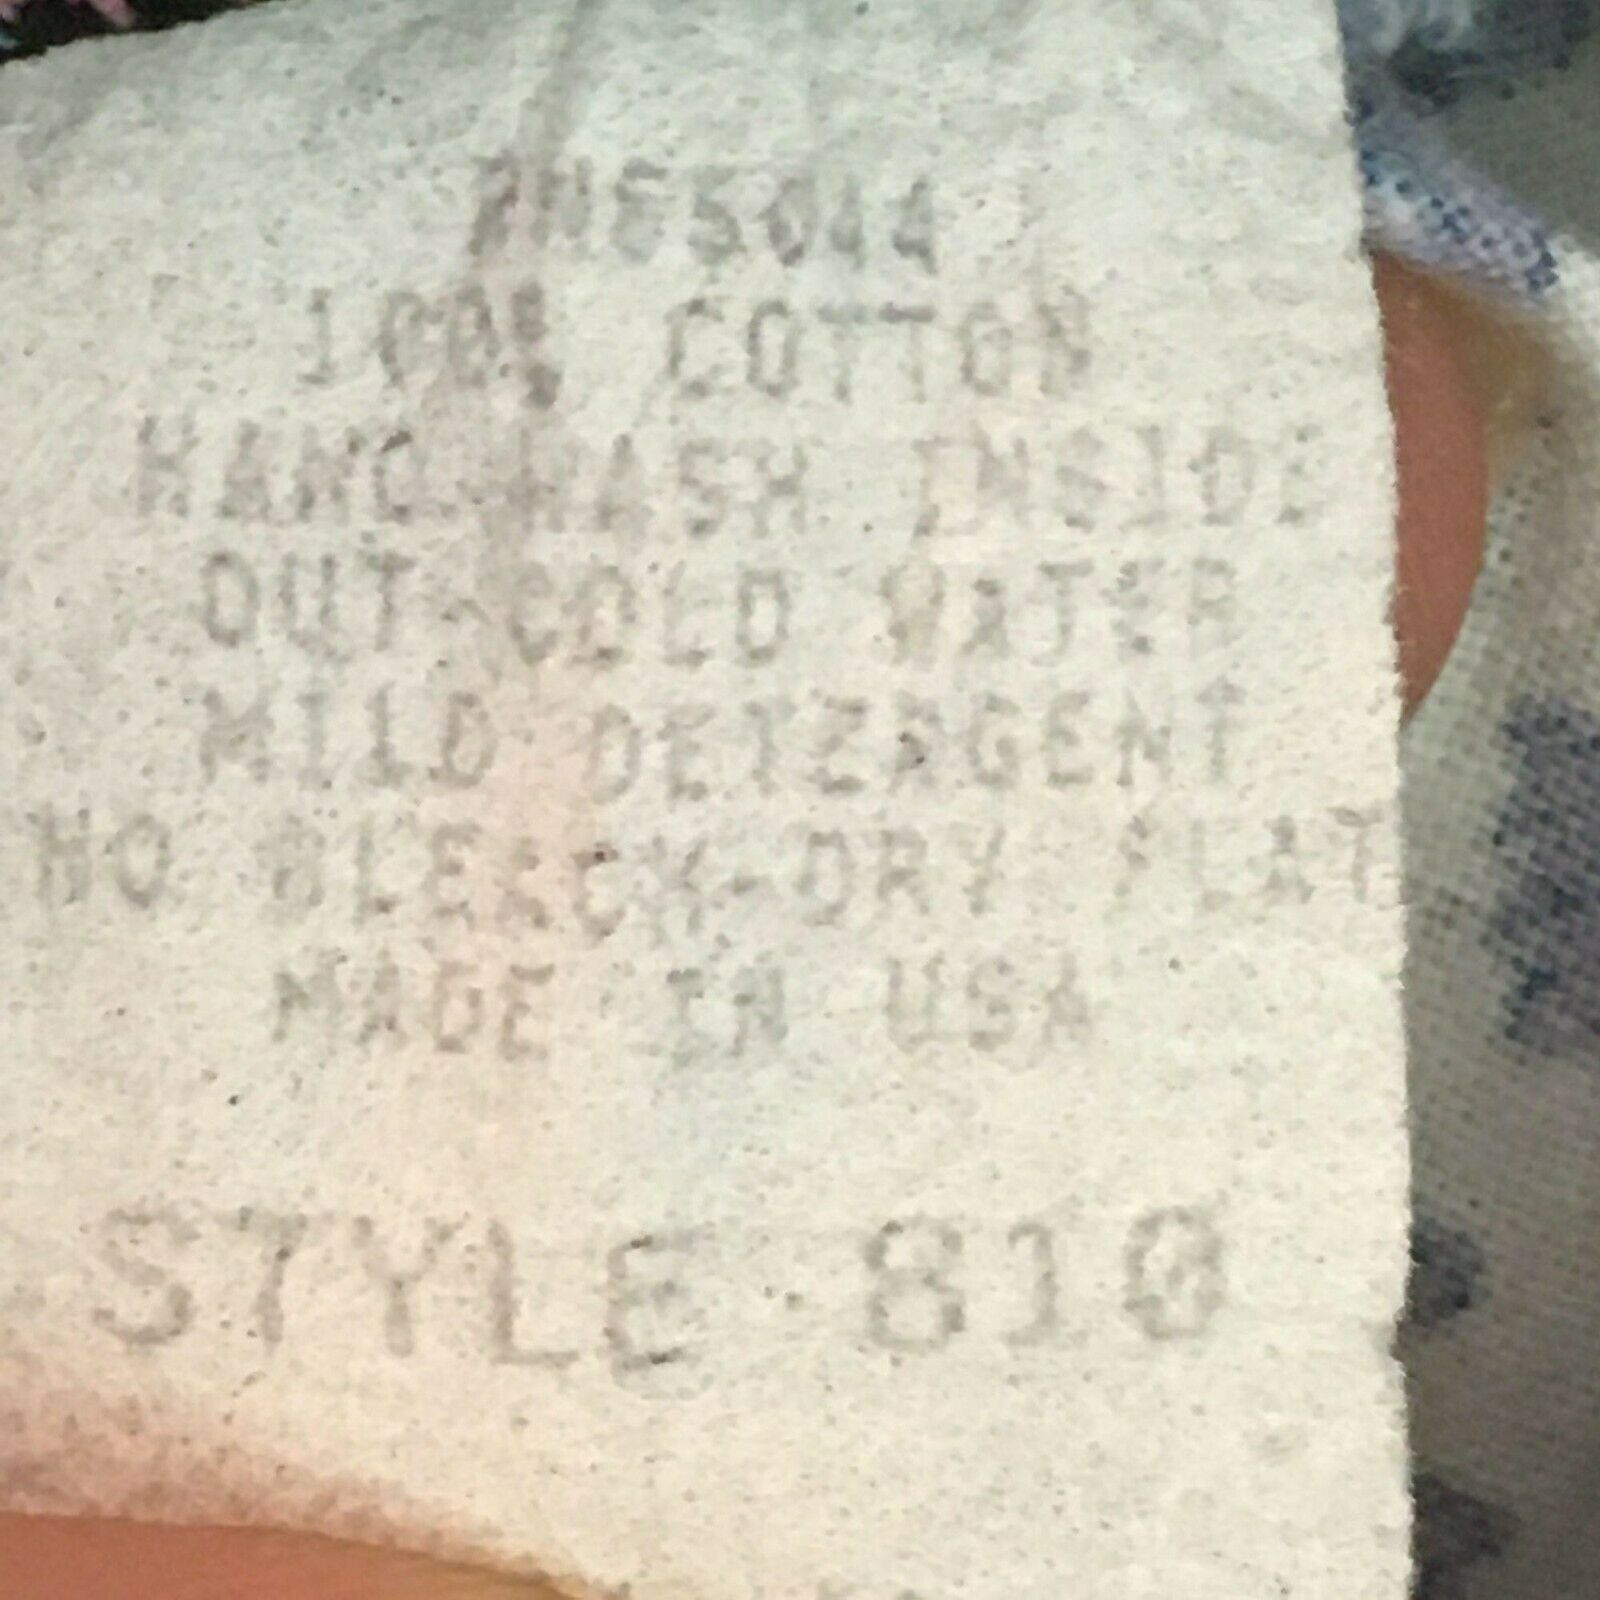 100% COTTON
HAND WASH INSIDE
OUT COLD WATER
MILD DETERGENT
NO BLEACH-DRY FLAT
MADE IN USA
STYLE 810